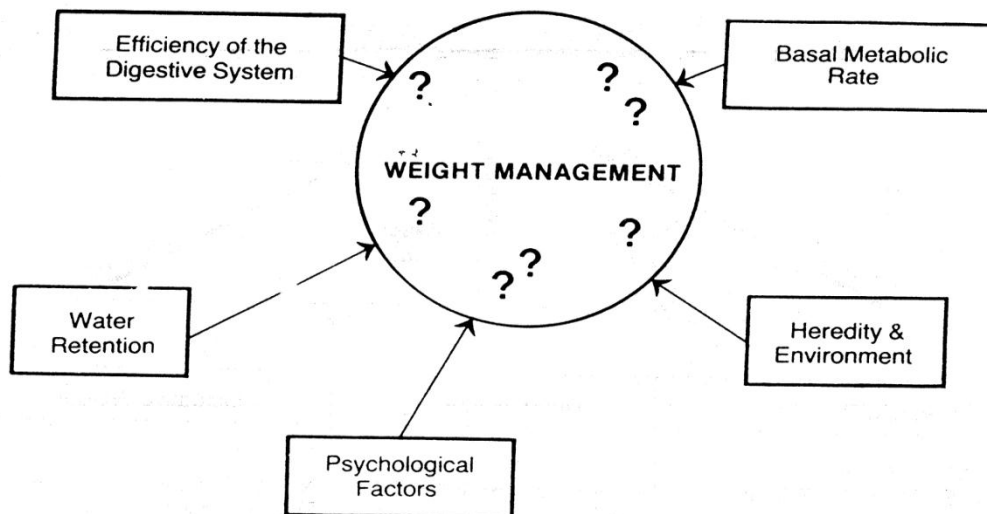 Efficiency of the
Digestive System
Basal Metabolic
Rate
?
?
?
WEIGHT MANAGEMENT
?
?
?
?
Water
Retention
Heredity &
Environment
Psychological
Factors